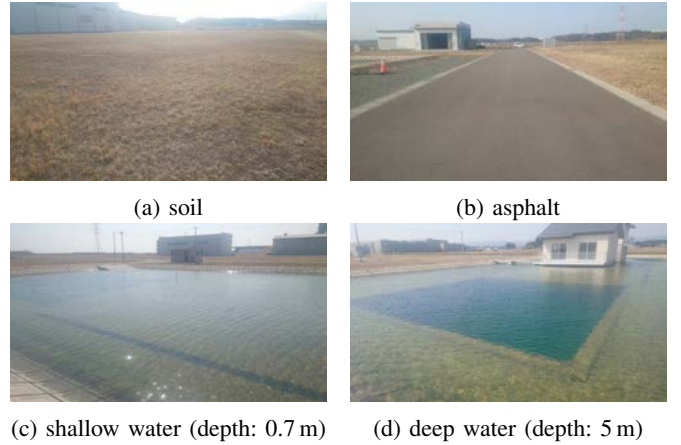 (a) soil
(b) asphalt
(c) shallow water (depth: 0.7 m)
(d) deep water (depth: 5 m)